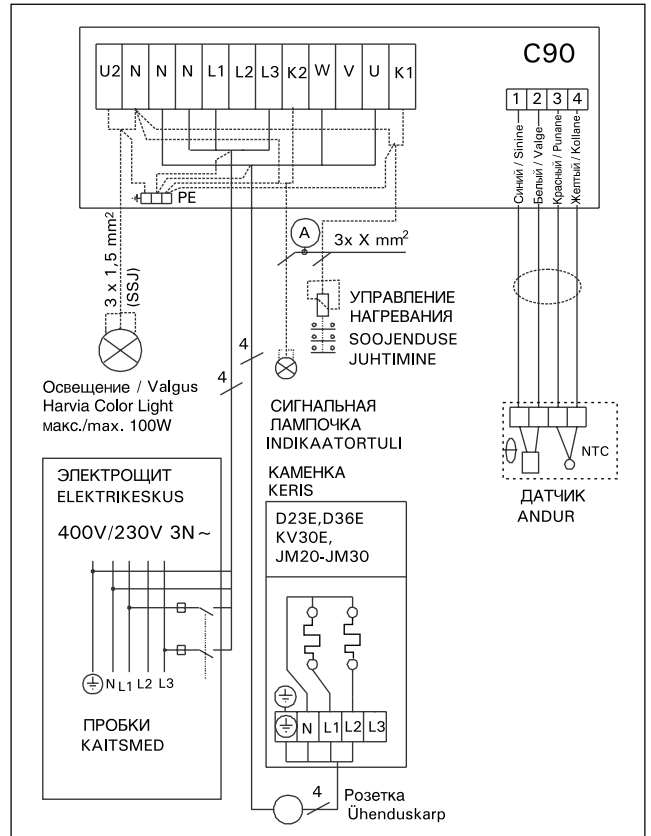 C90
U2 N N N L1 L2 L3 K2 W V U K1
1 2 3 4
Синий / Sinine
Белый / Valge
Красный / Punane
Желтый / Kollane
PE
A
3x X mm²
3 x 1,5 mm²
(SSJ)
УПРАВЛЕНИЕ
НАГРЕВАНИЯ
SOOJENDUSE
JUHTIMINE
4
4
Освещение / Valgus
Harvia Color Light
макс./max. 100W
СИГНАЛЬНАЯ
ЛАМПОЧКА
INDIKAATORTULI
NTC
ДАТЧИК
ANDUR
ЭЛЕКТРОЩИТ
ELEKTRIKESKUS
400V/230V 3N~
N L1 L2 L3
ПРОБКИ
KAITSMED
КАМЕНКА
KERIS
D23E,D36E
KV30E,
JM20-JM30
N L1 L2 L3
4
Розетка
Ühenduskarp